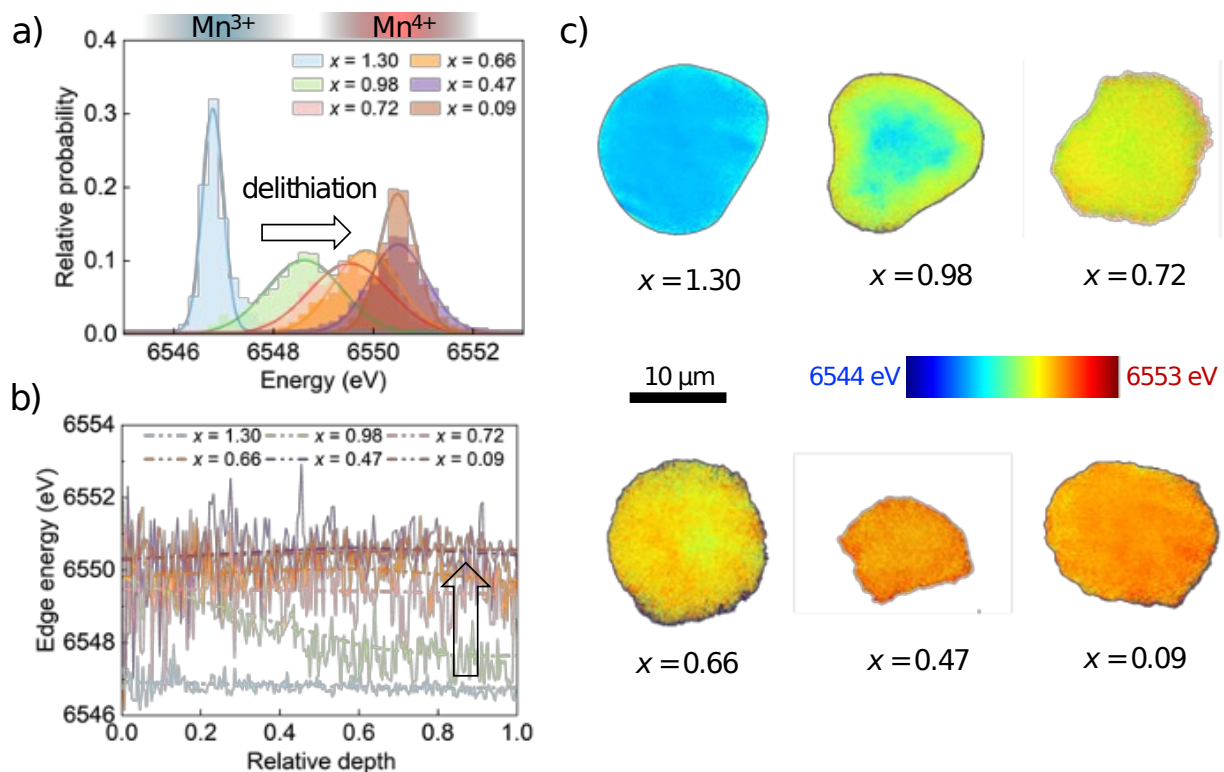 a)
Mn³⁺ Mn⁴⁺
0.4
0.3
0.2
0.1
0.0
Relative probability
x = 1.30 x = 0.66
x = 0.98 x = 0.47
x = 0.72 x = 0.09
delithiation
6546 6548 6550 6552
Energy (eV)
b)
6554
6552
6550
6548
6546
Edge energy (eV)
x = 1.30 x = 0.98 x = 0.72
x = 0.66 x = 0.47 x = 0.09
0.0 0.2 0.4 0.6 0.8 1.0
Relative depth
c)
x = 1.30 x = 0.98 x = 0.72
10 μm 6544 eV 6553 eV
x = 0.66 x = 0.47 x = 0.09